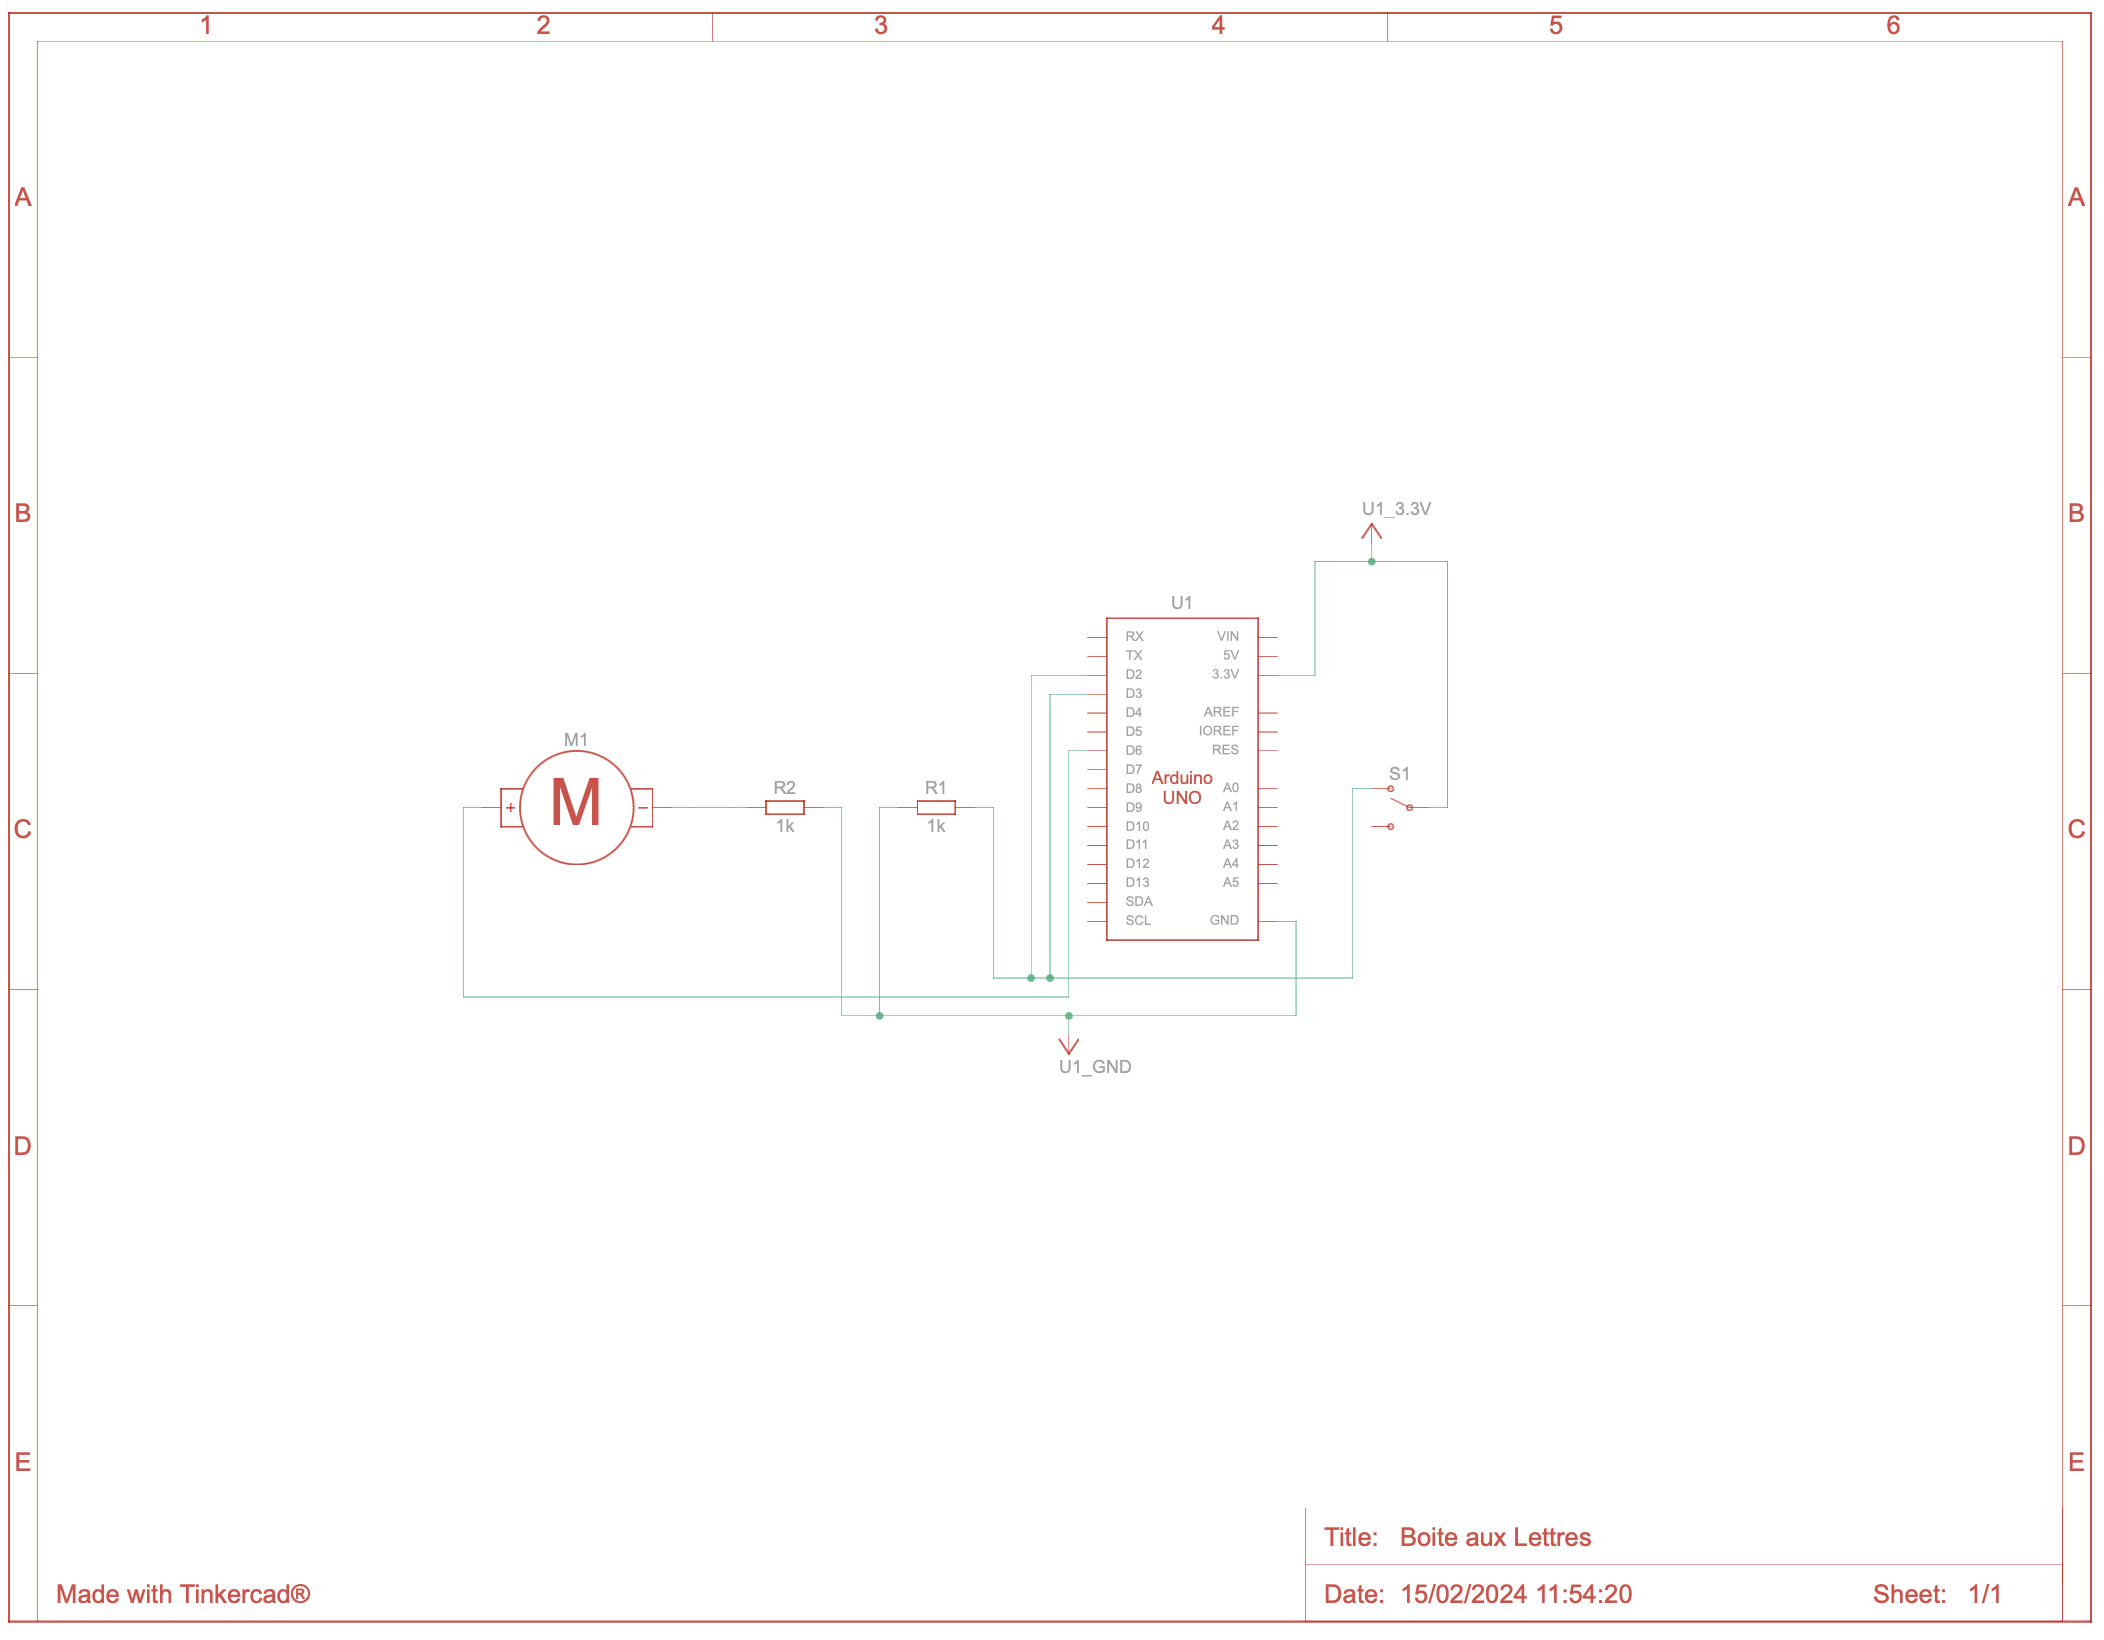 1 2 3 4 5 6
A A
U1_3.3V
B B
U1
RX VIN
TX 5V
D2 3.3V
D3
D4 AREF
D5 IOREF
D6 RES
D7
Arduino
UNO
D8 A0
D9 A1
D10 A2
D11 A3
D12 A4
D13 A5
SDA
SCL GND
M1
+ M −
R2
1k
R1
1k
S1
C C
U1_GND
D D
E E
Title: Boite aux Lettres
Made with Tinkercad®
Date: 15/02/2024 11:54:20 Sheet: 1/1